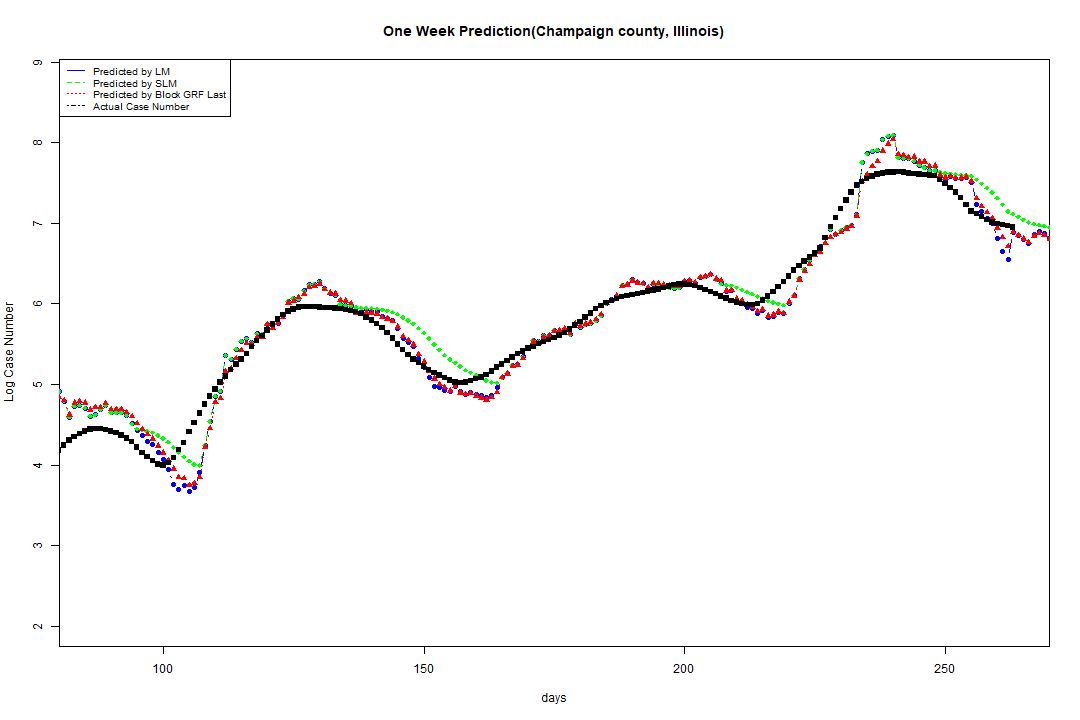 One Week Prediction(Champaign county, Illinois)
Predicted by LM
Predicted by SLM
Predicted by Block GRF Last
Actual Case Number
9
8
7
6
5
4
3
2
Log Case Number
100 150 200 250
days